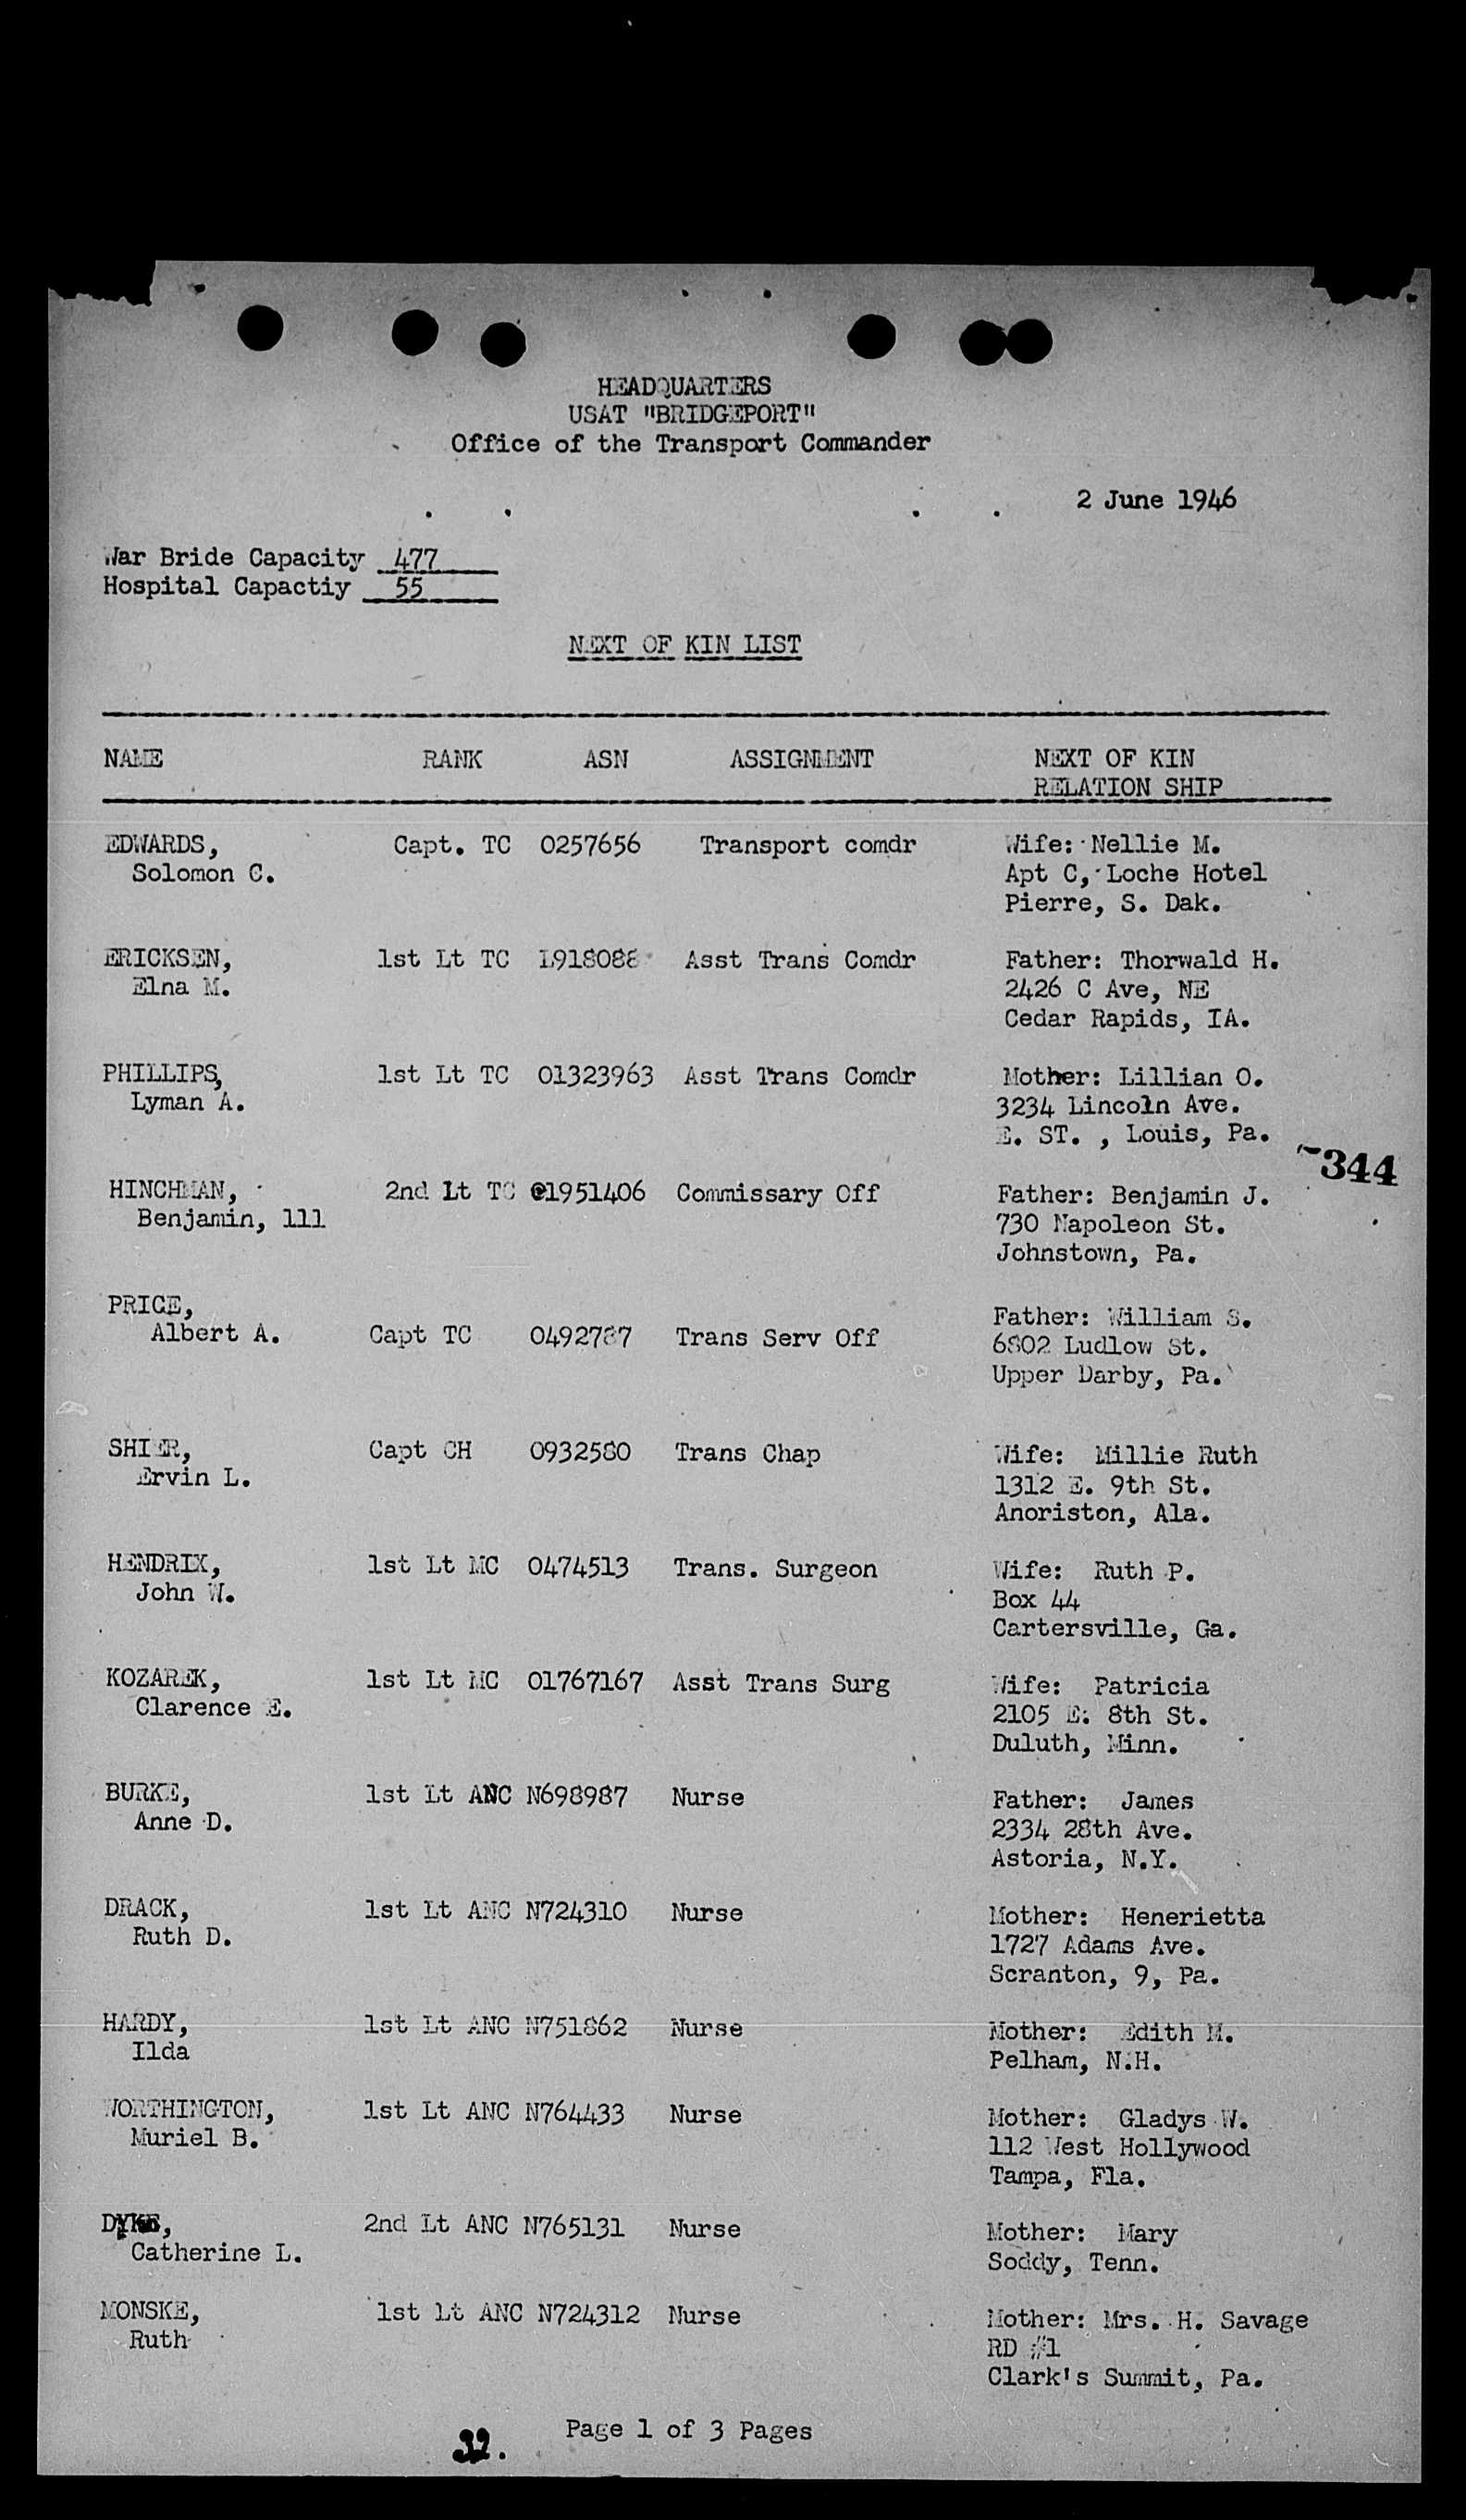 HEADQUARTERS
USAT "BRIDGEPORT"
Office of the Transport Commander
2 June 1946
War Bride Capacity 477
Hospital Capactiy 55
NEXT OF KIN LIST
NAME RANK ASN ASSIGNMENT NEXT OF KIN
RELATION SHIP
EDWARDS, Capt. TC 0257656 Transport comdr Wife: Nellie M.
Solomon C. Apt C, Loche Hotel
Pierre, S. Dak.
ERICKSEN, 1st Lt TC L918088 Asst Trans Comdr Father: Thorwald H.
Elna M. 2426 C Ave, NE
Cedar Rapids, IA.
PHILLIPS, 1st Lt TC 01323963 Asst Trans Comdr Mother: Lillian O.
Lyman A. 3234 Lincoln Ave.
E. ST. , Louis, Pa.
344
HINCHMAN, 2nd Lt TC 01951406 Commissary Off Father: Benjamin J.
Benjamin, 111 730 Napoleon St.
Johnstown, Pa.
PRICE, Father: William S.
Albert A. Capt TC 0492787 Trans Serv Off 6802 Ludlow St.
Upper Darby, Pa.
SHIER, Capt CH 0932580 Trans Chap Wife: Millie Ruth
Ervin L. 1312 E. 9th St.
Anoriston, Ala.
HENDRIX, 1st Lt MC 0474513 Trans. Surgeon Wife: Ruth P.
John W. Box 44
Cartersville, Ga.
KOZAREK, 1st Lt MC 01767167 Asst Trans Surg Wife: Patricia
Clarence E. 2105 E. 8th St.
Duluth, Minn.
BURKE, 1st Lt ANC N698987 Nurse Father: James
Anne D. 2334 28th Ave.
Astoria, N.Y.
DRACK, 1st Lt ANC N724310 Nurse Mother: Henerietta
Ruth D. 1727 Adams Ave.
Scranton, 9, Pa.
HARDY, 1st Lt ANC N751862 Nurse Mother: Edith M.
Ilda Pelham, N.H.
WORTHINGTON, 1st Lt ANC N764433 Nurse Mother: Gladys W.
Muriel B. 112 West Hollywood
Tampa, Fla.
DYKE, 2nd Lt ANC N765131 Nurse Mother: Mary
Catherine L. Soddy, Tenn.
MONSKE, 1st Lt ANC N724312 Nurse Mother: Mrs. H. Savage
Ruth RD #1
Clark's Summit, Pa.
Page 1 of 3 Pages